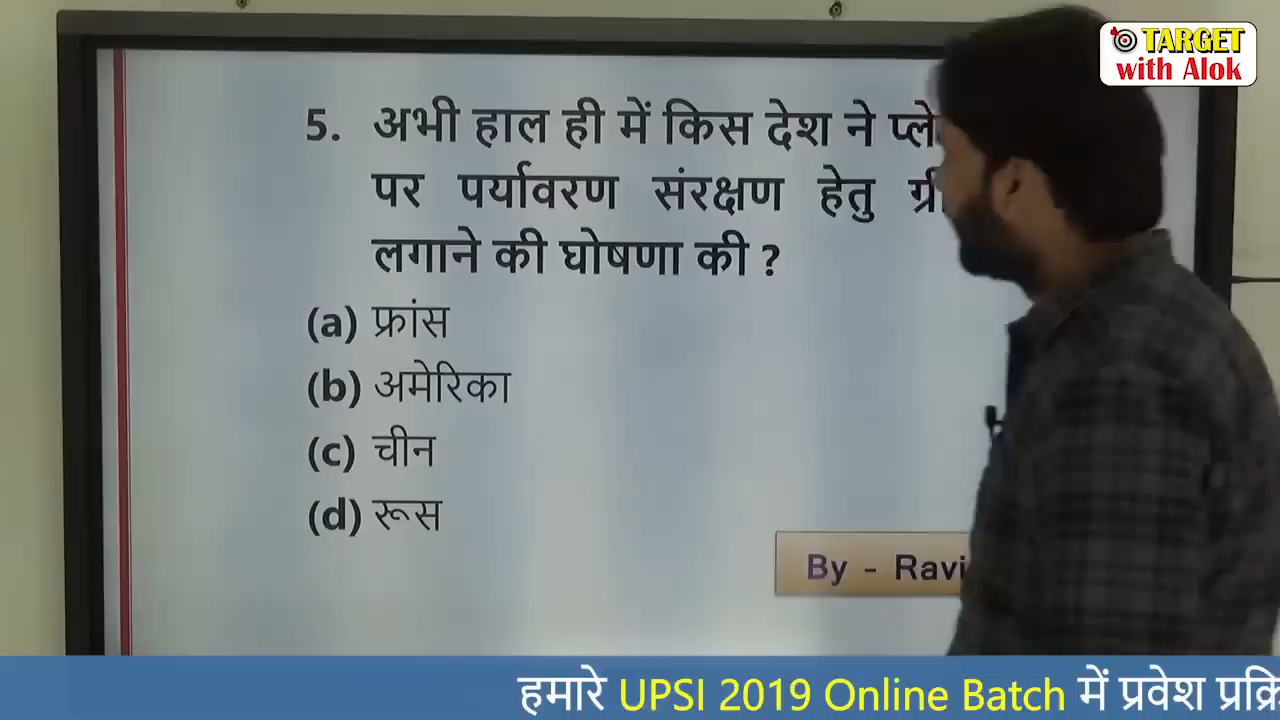 TARGET
with Alok
5. अभी हाल ही में किस देश ने
पर पर्यावरण संरक्षण हेतु
लगाने की घोषणा की ?
(a) फ्रांस
(b) अमेरिका
(c) चीन
(d) रूस
By - Ravi
हमारे UPSI 2019 Online Batch में प्रवेश